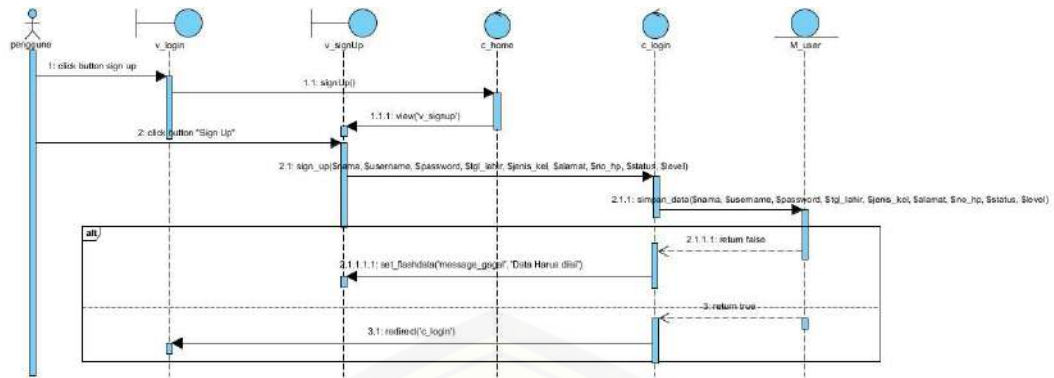 pengguna
v_login
v_signUp
c_home
c_login
M_user
1: click button sign up
1.1: signUp()
1.1.1: view('v_signup')
2: click button "Sign Up"
2.1: sign_up($nama, $username, $password, $tgl_lahir, $jenis_kel, $alamat, $no_hp, $status, $level)
2.1.1: simpan_data($nama, $username, $password, $tgl_lahir, $jenis_kel, $alamat, $no_hp, $status, $level)
alt
2.1.1.1: return false
2.1.1.1.1: set_flashdata('message_gagal', 'Data Harus diisi')
3: return true
3.1: redirect('c_login')